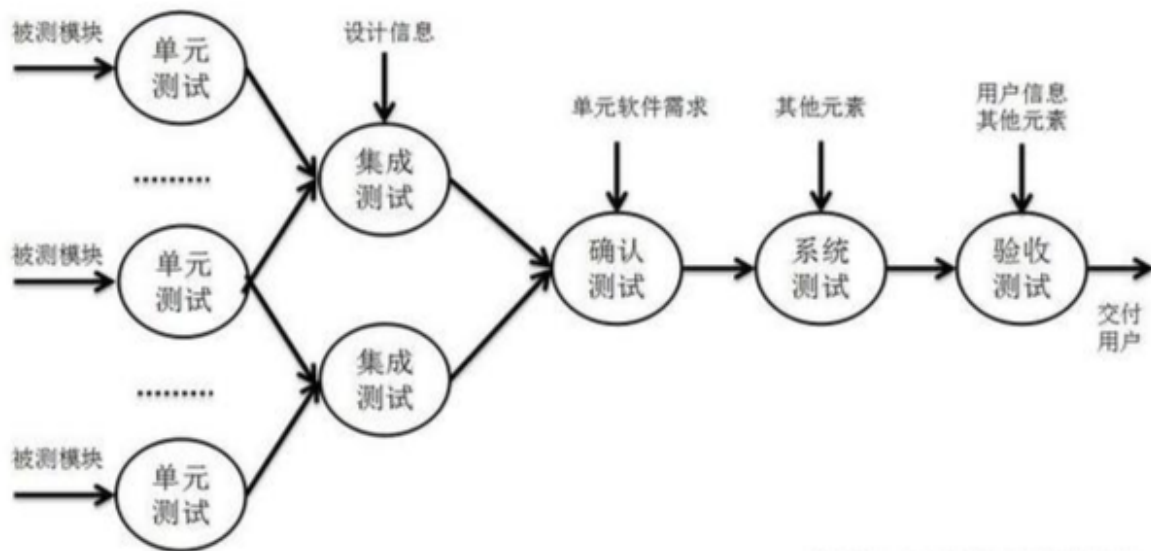 被测模块
单元
测试
设计信息
集成
测试
单元软件需求
其他元素
用户信息
其他元素
被测模块
单元
测试
确认
测试
系统
测试
验收
测试
交付
用户
集成
测试
被测模块
单元
测试